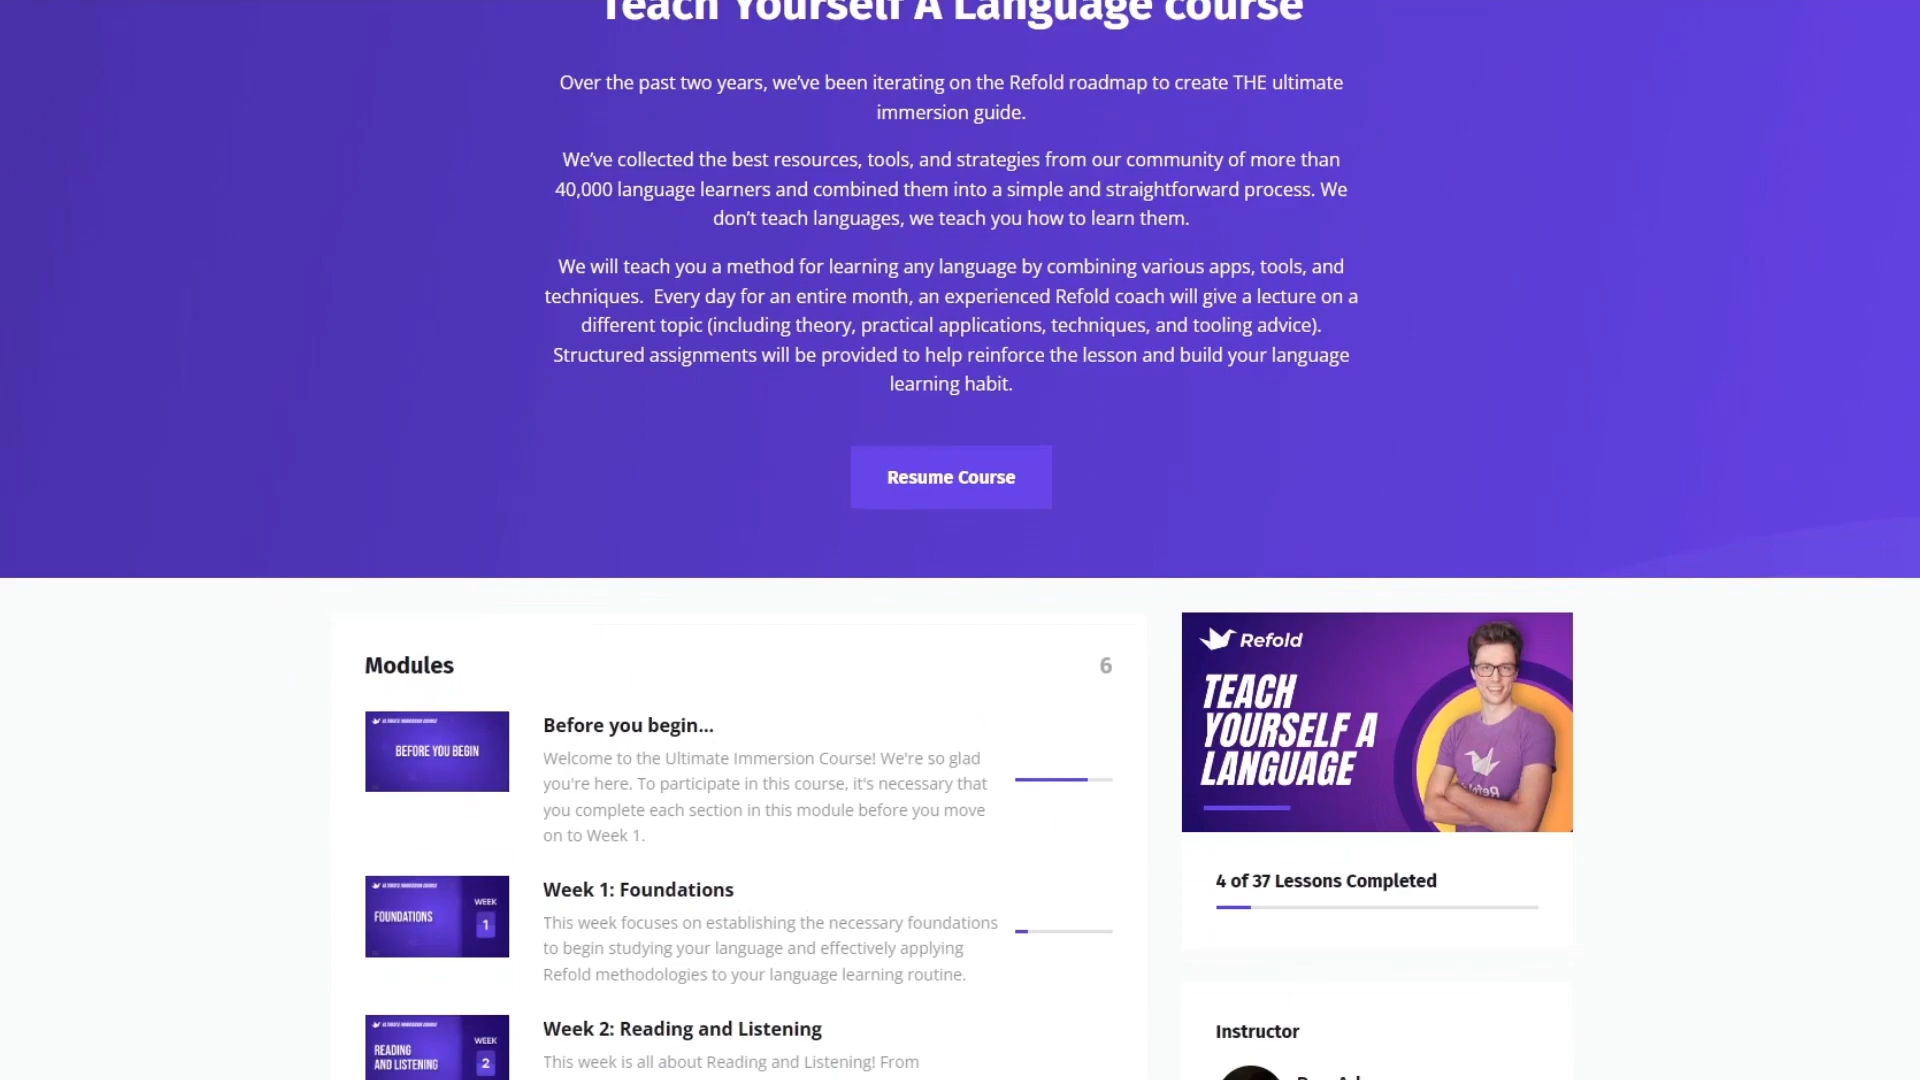 Teach Yourself A Language course
Over the past two years, we've been iterating on the Refold roadmap to create THE ultimate
immersion guide.
We've collected the best resources, tools, and strategies from our community of more than
40,000 language learners and combined them into a simple and straightforward process. We
don't teach languages, we teach you how to learn them.
We will teach you a method for learning any language by combining various apps, tools, and
techniques.  Every day for an entire month, an experienced Refold coach will give a lecture on a
different topic (including theory, practical applications, techniques, and tooling advice).
Structured assignments will be provided to help reinforce the lesson and build your language
learning habit.
Resume Course
Modules
6
ULTIMATE IMMERSION COURSE
BEFORE YOU BEGIN
Before you begin...
Welcome to the Ultimate Immersion Course! We're so glad
you're here. To participate in this course, it's necessary that
you complete each section in this module before you move
on to Week 1.
ULTIMATE IMMERSION COURSE
FOUNDATIONS
WEEK
1
Week 1: Foundations
This week focuses on establishing the necessary foundations
to begin studying your language and effectively applying
Refold methodologies to your language learning routine.
ULTIMATE IMMERSION COURSE
READING
AND LISTENING
WEEK
2
Week 2: Reading and Listening
This week is all about Reading and Listening! From
Refold
TEACH
YOURSELF A
LANGUAGE
Refold
4 of 37 Lessons Completed
Instructor